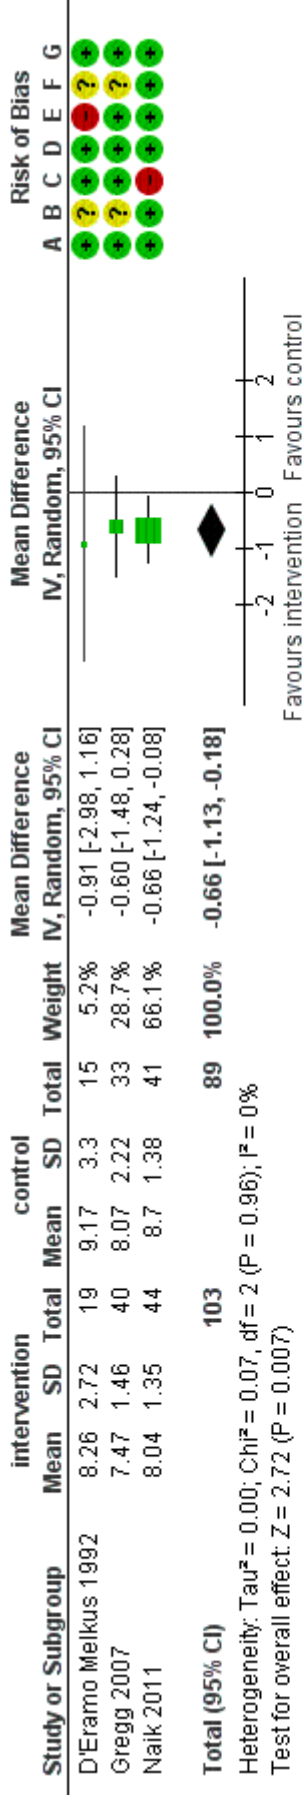 intervention control Mean Difference Mean Difference Risk of Bias
Study or Subgroup Mean SD Total Mean SD Total Weight IV, Random, 95% CI IV, Random, 95% CI A B C D E F G
D'Eramo Melkus 1992 8.26 2.72 19 9.17 3.3 15 5.2% -0.91 [-2.98, 1.16] + ? + + - ? +
Gregg 2007 7.47 1.46 40 8.07 2.22 33 28.7% -0.60 [-1.48, 0.28] + ? + + + ? +
Naik 2011 8.04 1.35 44 8.7 1.38 41 66.1% -0.66 [-1.24, -0.08] + + - + + + +
Total (95% CI) 103 89 100.0% -0.66 [-1.13, -0.18]
Heterogeneity: Tau² = 0.00; Chi² = 0.07, df = 2 (P = 0.96); I² = 0%
Test for overall effect: Z = 2.72 (P = 0.007)
-2 -1 0 1 2
Favours intervention Favours control